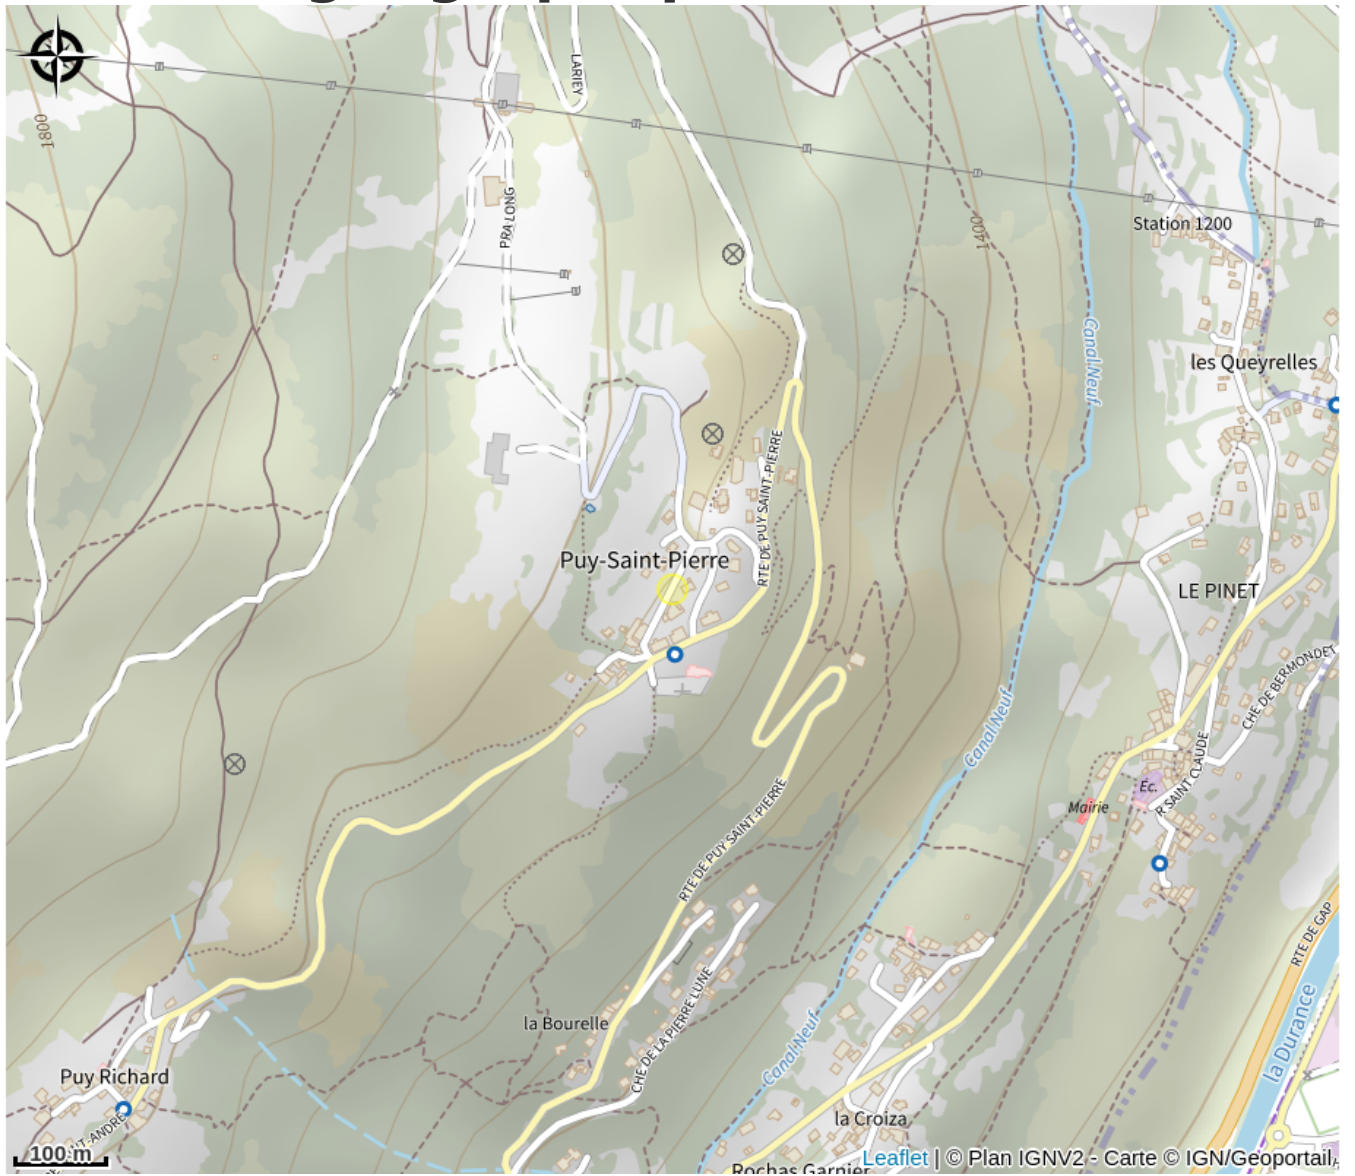 1800
LARIEY
PRA LONG
1400
Station 1200
Canal Neuf
les Queyrelles
RTE DE PUY SAINT-PIERRE
Puy-Saint-Pierre
LE PINET
CHE DE BERMONDET
Canal Neuf
R SAINT CLAUDE
Éc.
Mairie
RTE DE PUY SAINT-PIERRE
RTE DE GAP
la Durance
CHE DE LA PIERRE LUNE
la Bourelle
Canal Neuf
Puy Richard
la Croiza
100 m
Rochas Garnier
Leaflet | © Plan IGNV2 - Carte © IGN/Geoportail